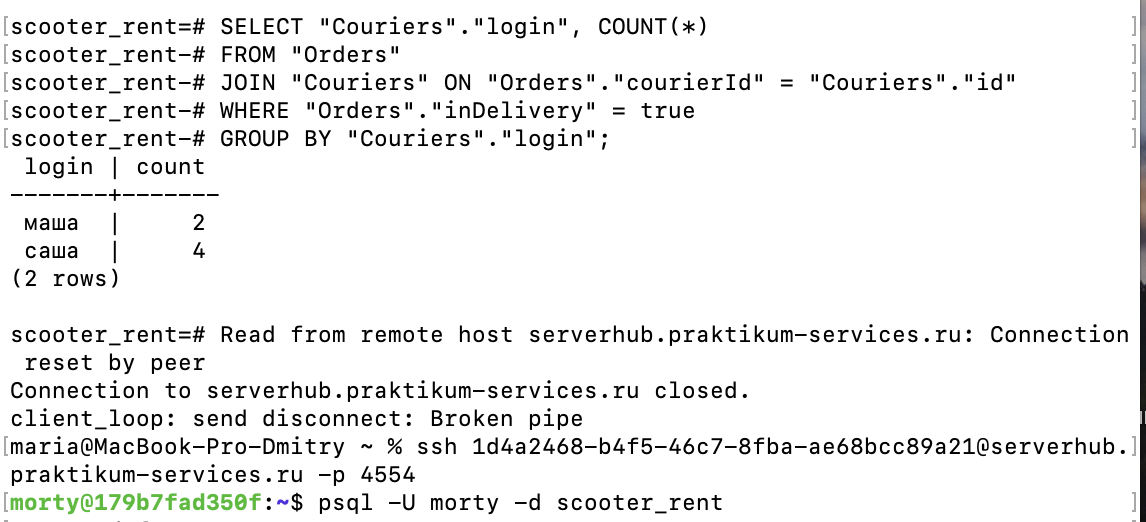 [scooter_rent=# SELECT "Couriers"."login", COUNT(*) ]
[scooter_rent-# FROM "Orders" ]
[scooter_rent-# JOIN "Couriers" ON "Orders"."courierId" = "Couriers"."id" ]
[scooter_rent-# WHERE "Orders"."inDelivery" = true ]
[scooter_rent-# GROUP BY "Couriers"."login"; ]
 login | count
-------+-------
 маша  |     2
 саша  |     4
(2 rows)
scooter_rent=# Read from remote host serverhub.praktikum-services.ru: Connection
 reset by peer
Connection to serverhub.praktikum-services.ru closed.
client_loop: send disconnect: Broken pipe
[maria@MacBook-Pro-Dmitry ~ % ssh 1d4a2468-b4f5-46c7-8fba-ae68bcc89a21@serverhub.]
praktikum-services.ru -p 4554
[morty@179b7fad350f:~$ psql -U morty -d scooter_rent ]